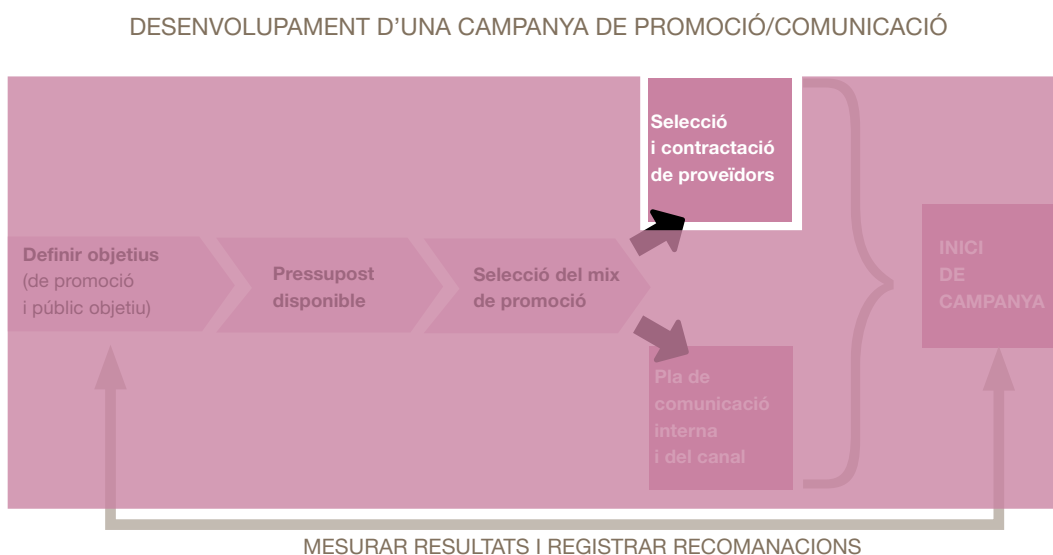 DESENVOLUPAMENT D’UNA CAMPANYA DE PROMOCIÓ/COMUNICACIÓ
Definir objetius
(de promoció
i públic objetiu)
Pressupost
disponible
Selecció del mix
de promoció
Selecció
i contractació
de proveïdors
Pla de
comunicació
interna
i del canal
INICI
DE
CAMPANYA
MESURAR RESULTATS I REGISTRAR RECOMANACIONS